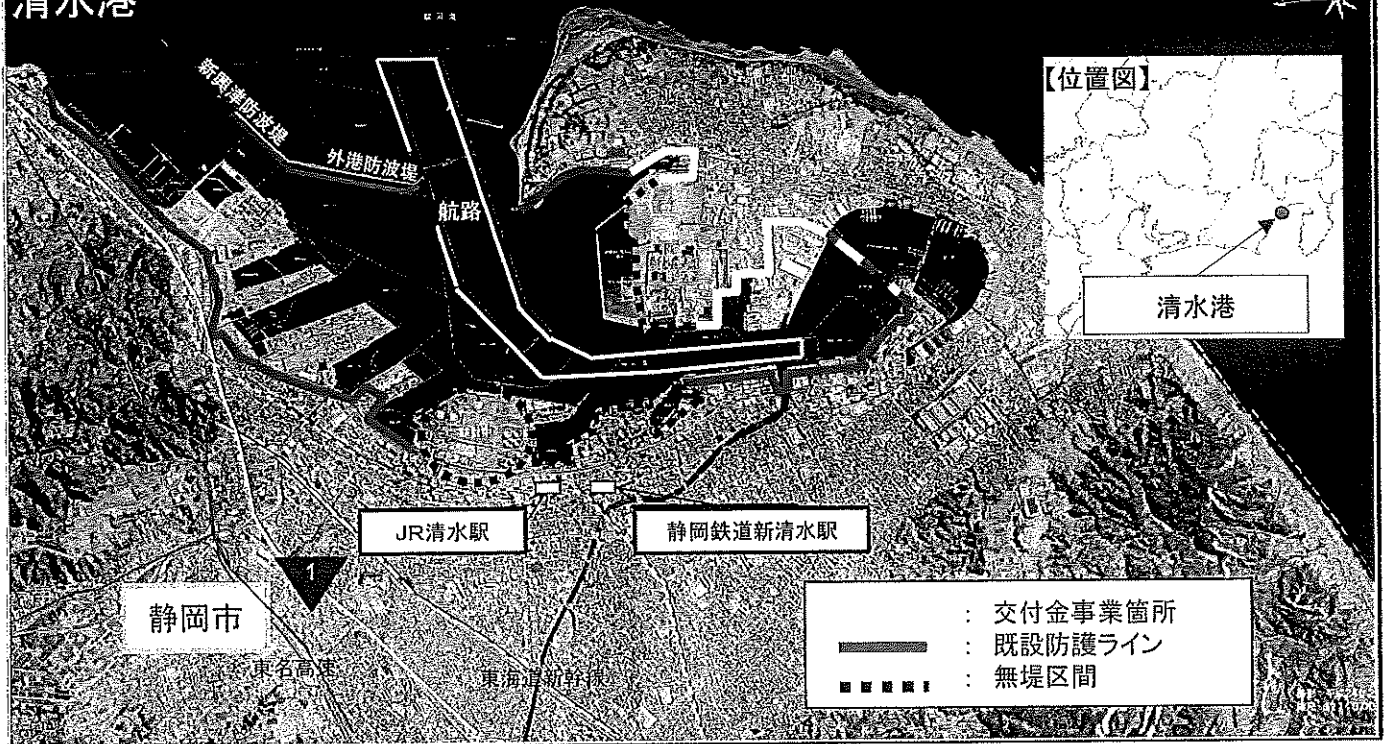 清水港
駿河湾
【位置図】
新興津防波堤
外港防波堤
航路
清水港
JR清水駅
静岡鉄道新清水駅
1
静岡市
東名高速
東海道新幹線
： 交付金事業箇所
： 既設防護ライン
： 無堤区間